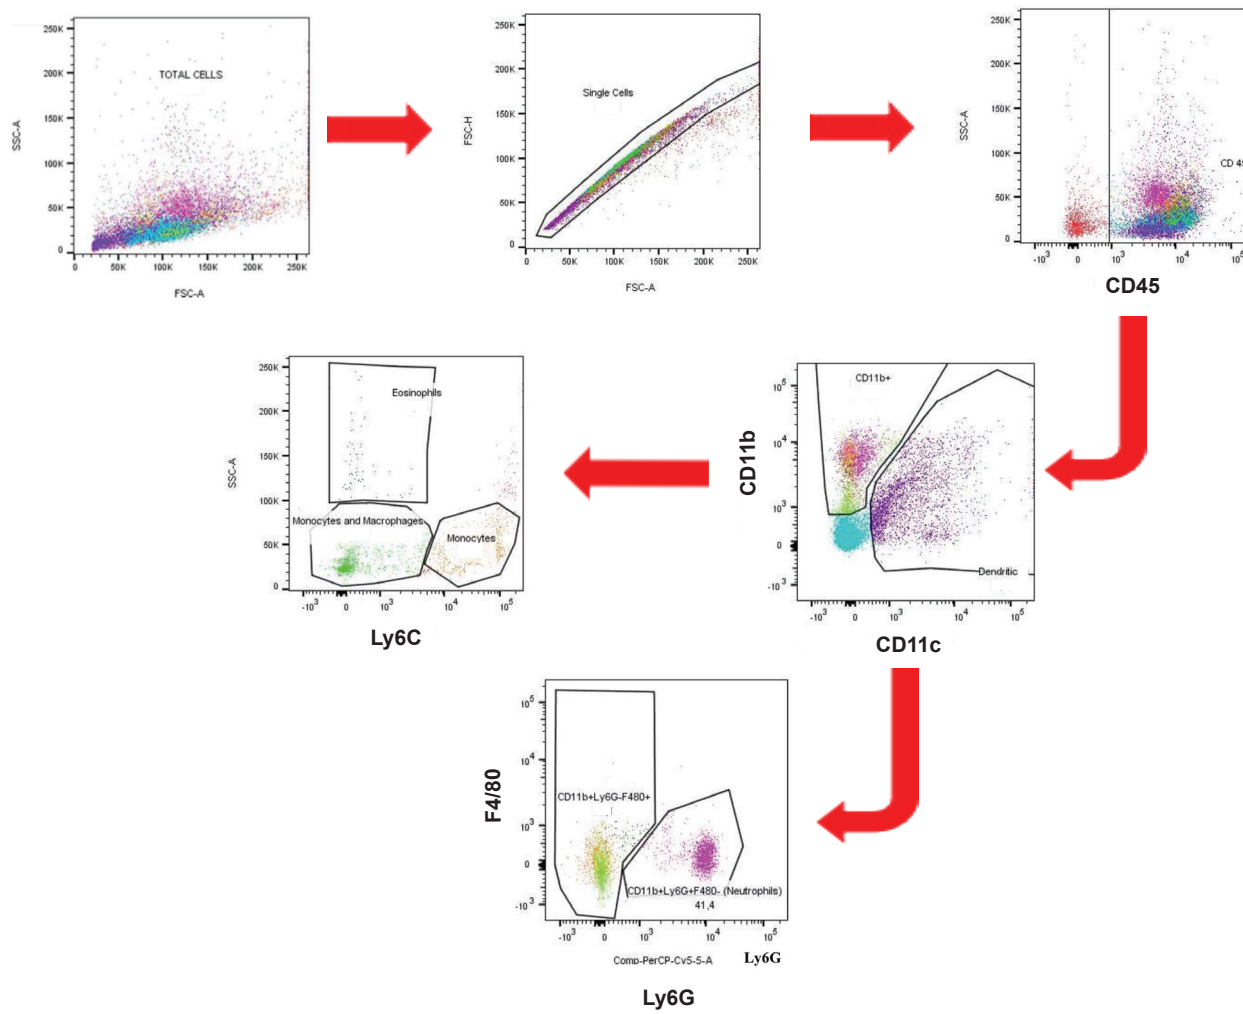 250K
200K
150K
100K
50K
0
SSC-A
TOTAL CELLS
0 50K 100K 150K 200K 250K
FSC-A
250K
200K
150K
100K
50K
0
FSC-H
Single Cells
50K 100K 150K 200K 250K
FSC-A
250K
200K
150K
100K
50K
0
SSC-A
CD 45
-10³ 0 10³ 10⁴ 10⁵
CD45
250K
200K
150K
100K
50K
0
SSC-A
Eosinophils
Monocytes and Macrophages
Monocytes
-10³ 0 10³ 10⁴ 10⁵
Ly6C
10⁵
10⁴
10³
0
-10³
CD11b
CD11b+
Dendritic
-10³ 0 10³ 10⁴ 10⁵
CD11c
10⁵
10⁴
10³
0
-10³
F4/80
CD11b+Ly6G-F480+
CD11b+Ly6G+F480- (Neutrophils)
41,4
-10³ 0 10³ 10⁴ 10⁵
Comp-PerCP-Cy5-5-A Ly6G
Ly6G